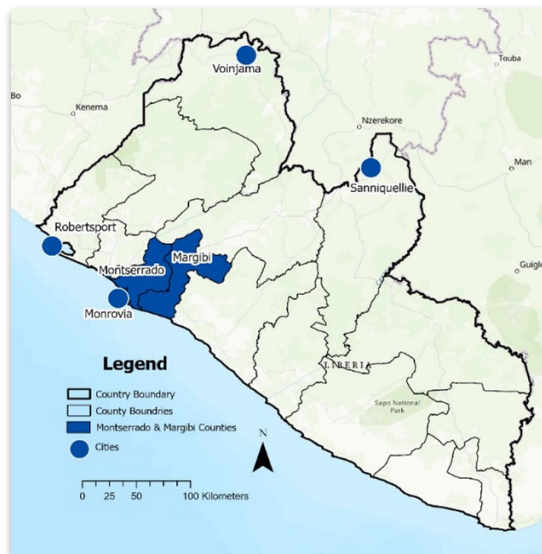 Voinjama
Touba
Bo
Kenema
Nzerekore
Man
Sanniquellie
Robertsport
Margibi
Montserrado
Guiglo
Monrovia
Legend
LIBERIA
Country Boundary
County Boundries
Sapo National
Park
Montserrado & Margibi Counties
Cities
N
0 25 50 100 Kilometers